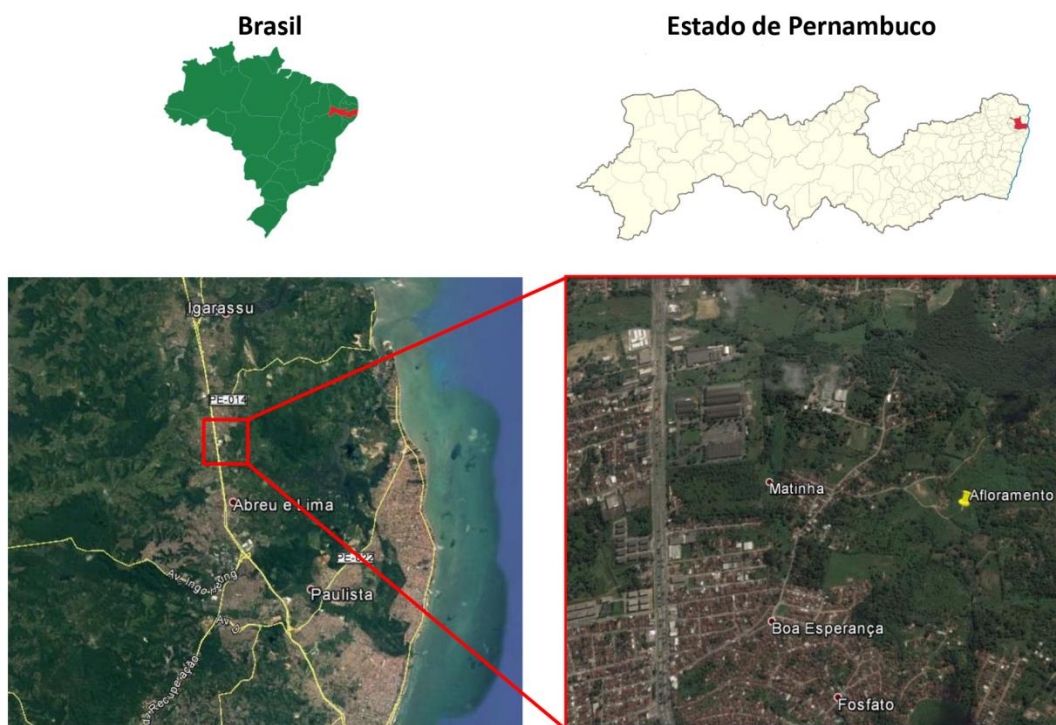 Brasil
Estado de Pernambuco
Igarassu
PE-014
Abreu e Lima
PE-022
Paulista
Matinha
Afloramento
Boa Esperança
Fosfato